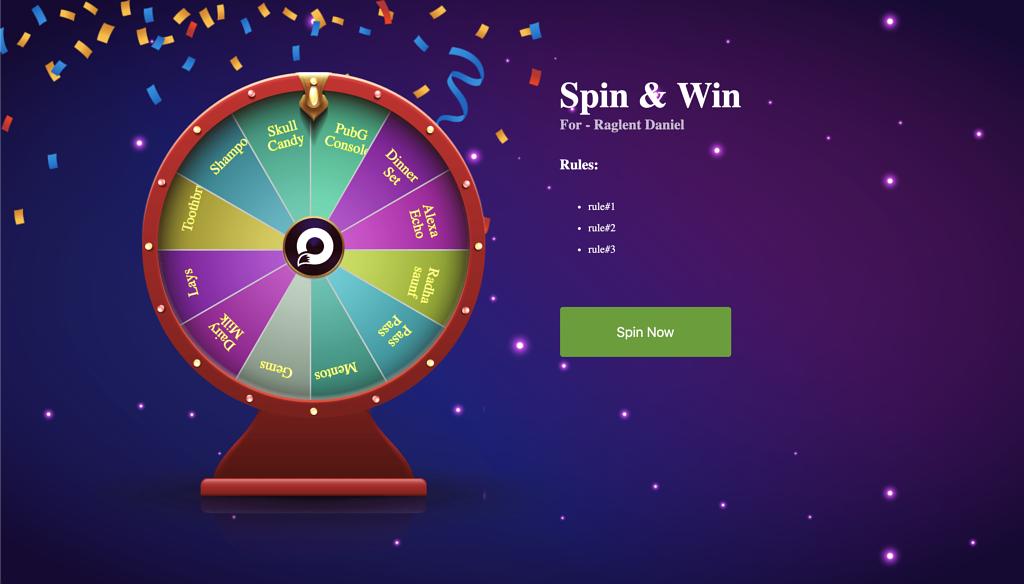 Spin & Win
For - Raglent Daniel
Rules:
rule#1
rule#2
rule#3
Spin Now
Skull
Candy
PubG
Console
Dinner
Set
Alexa
Echo
Radha
saumf
Pass
Pass
Mentos
Gems
Dairy
Milk
Lays
Toothbr
Shampo